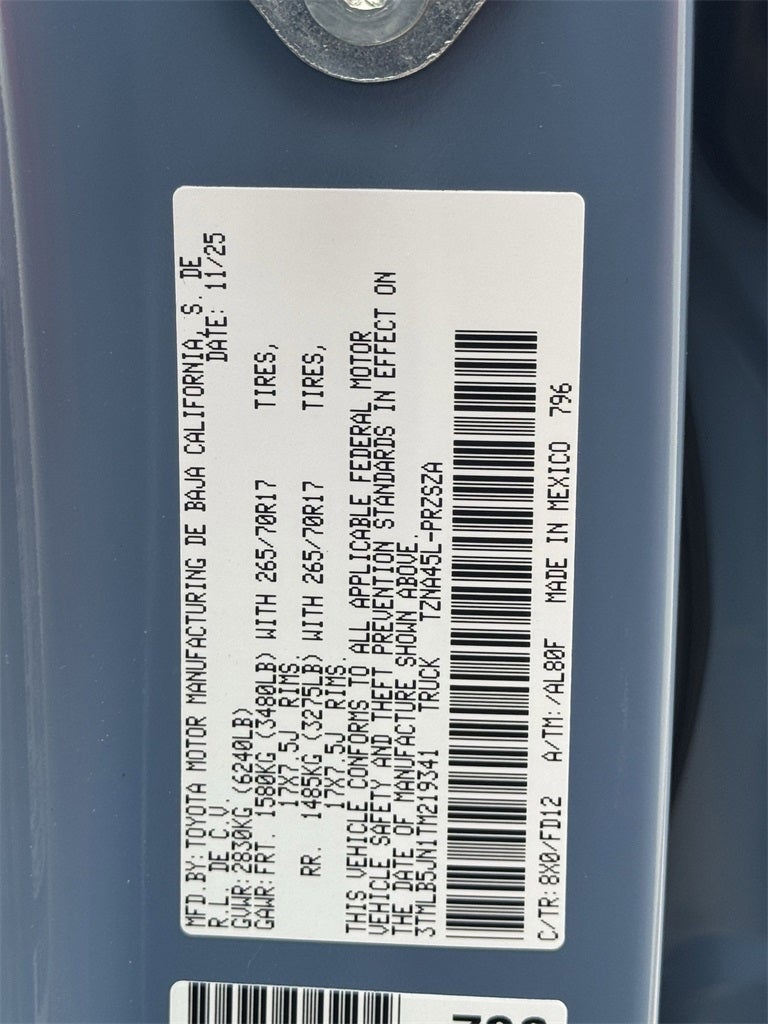 MFD.BY:TOYOTA MOTOR MANUFACTURING DE BAJA CALIFORNIA, S. DE
R.L. DE C.V. DATE: 11/25
GVWR:2830KG (6240LB)
GAWR:FRT. 1580KG (3480LB) WITH 265/70R17 TIRES,
17X7.5J RIMS.
RR. 1485KG (3275LB) WITH 265/70R17 TIRES,
17X7.5J RIMS.
THIS VEHICLE CONFORMS TO ALL APPLICABLE FEDERAL MOTOR
VEHICLE SAFETY AND THEFT PREVENTION STANDARDS IN EFFECT ON
THE DATE OF MANUFACTURE SHOWN ABOVE.
3TMLB5JN1TM219341 TRUCK TZNA45L-PRZSZA
C/TR:8X0/FD12 A/TM:/AL80F MADE IN MEXICO 796